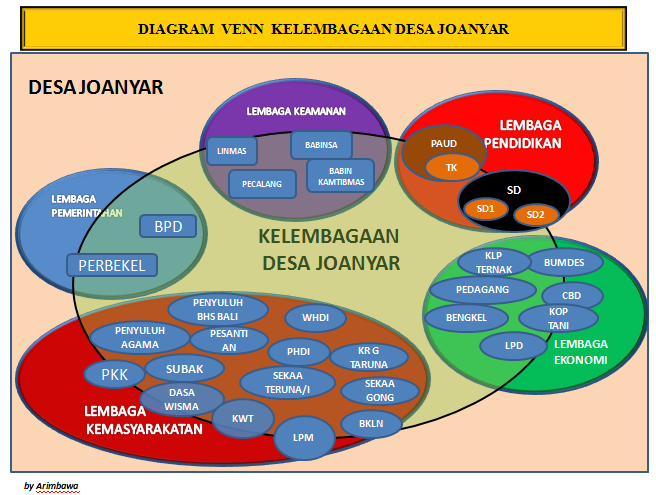 DIAGRAM VENN KELEMBAGAAN DESA JOANYAR
DESA JOANYAR
LEMBAGA KEAMANAN
LINMAS
BABINSA
PECALANG
BABIN
KAMTIBMAS
LEMBAGA
PENDIDIKAN
PAUD
TK
SD
SD1
SD2
LEMBAGA
PEMERINTAHAN
BPD
PERBEKEL
KELEMBAGAAN
DESA JOANYAR
KLP
TERNAK
BUMDES
PEDAGANG
CBD
BENGKEL
KOP
TANI
LPD
LEMBAGA
EKONOMI
PENYULUH
BHS BALI
WHDI
PENYULUH
AGAMA
PESANTI
AN
PHDI
KR G
TARUNA
PKK
SUBAK
SEKAA
TERUNA/I
SEKAA
GONG
DASA
WISMA
KWT
LPM
BKLN
LEMBAGA
KEMASYARAKATAN
by Arimbawa